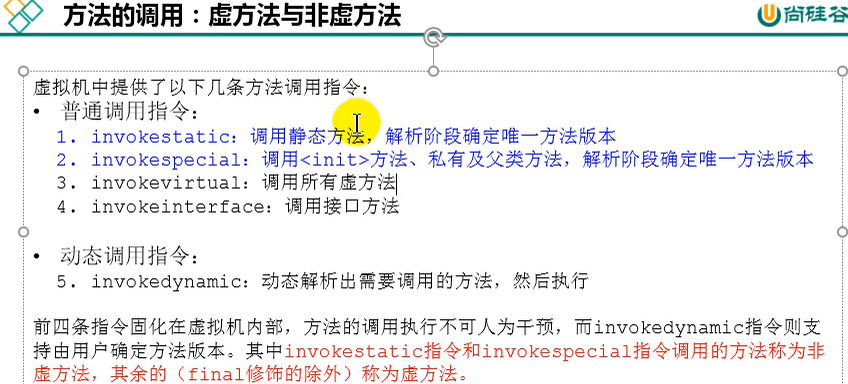 方法的调用：虚方法与非虚方法
尚硅谷
虚拟机中提供了以下几条方法调用指令：
• 普通调用指令：
1. invokestatic：调用静态方法，解析阶段确定唯一方法版本
2. invokespecial：调用<init>方法、私有及父类方法，解析阶段确定唯一方法版本
3. invokevirtual：调用所有虚方法
4. invokeinterface：调用接口方法
• 动态调用指令：
5. invokedynamic：动态解析出需要调用的方法，然后执行
前四条指令固化在虚拟机内部，方法的调用执行不可人为干预，而invokedynamic指令则支
持由用户确定方法版本。其中invokestatic指令和invokespecial指令调用的方法称为非
虚方法，其余的（final修饰的除外）称为虚方法。